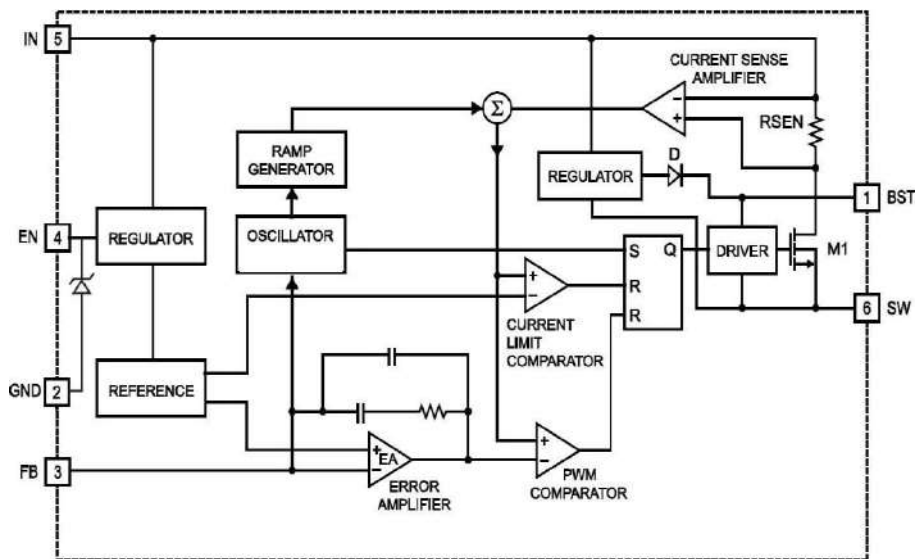 IN 5
CURRENT SENSE
AMPLIFIER
Σ
−
+
RSEN
RAMP
GENERATOR
REGULATOR
D
1 BST
EN 4
REGULATOR
OSCILLATOR
S Q
DRIVER
M1
+
−
R
R
6 SW
CURRENT
LIMIT
COMPARATOR
GND 2
REFERENCE
FB 3
+
EA
−
ERROR
AMPLIFIER
+
−
PWM
COMPARATOR